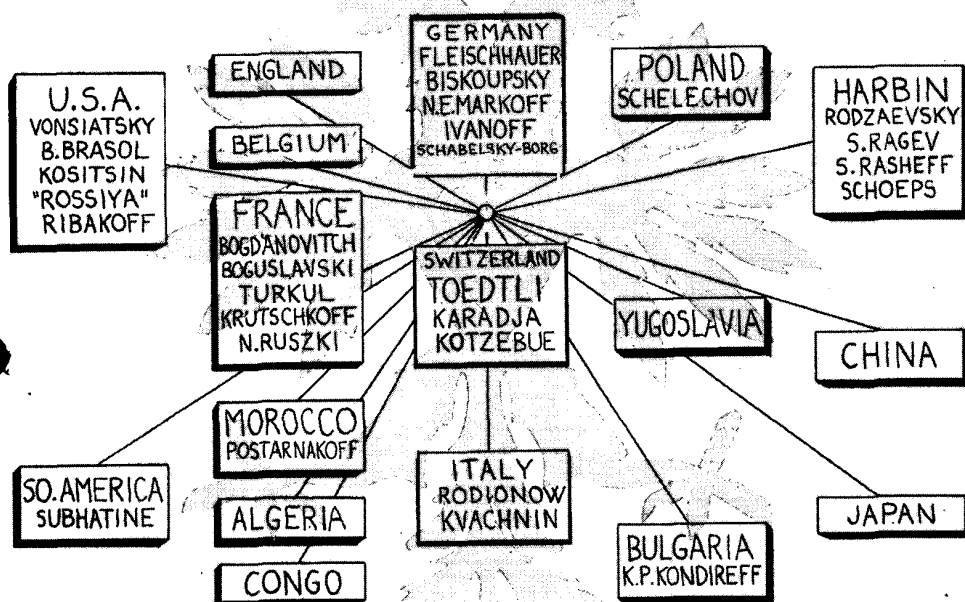 U.S.A.
VONSIATSKY
B.BRASOL
KOSITSIN
"ROSSIYA"
RIBAKOFF
ENGLAND
BELGIUM
FRANCE
BOGDANOVITCH
BOGUSLAVSKI
TURKUL
KRUTSCHKOFF
N.RUSZKI
GERMANY
FLEISCHHAUER
BISKOUPSKY
N.E.MARKOFF
IVANOFF
SCHABELSKY-BORG
POLAND
SCHELECHOV
HARBIN
RODZAEVSKY
S.RAGEV
S.RASHEFF
SCHOEPS
SWITZERLAND
TOEDTLI
KARADJA
KOTZEBUE
YUGOSLAVIA
CHINA
SO.AMERICA
SUBHATINE
MOROCCO
POSTARNAKOFF
ALGERIA
CONGO
ITALY
RODIONOW
KVACHNIN
BULGARIA
K.P.KONDIREFF
JAPAN